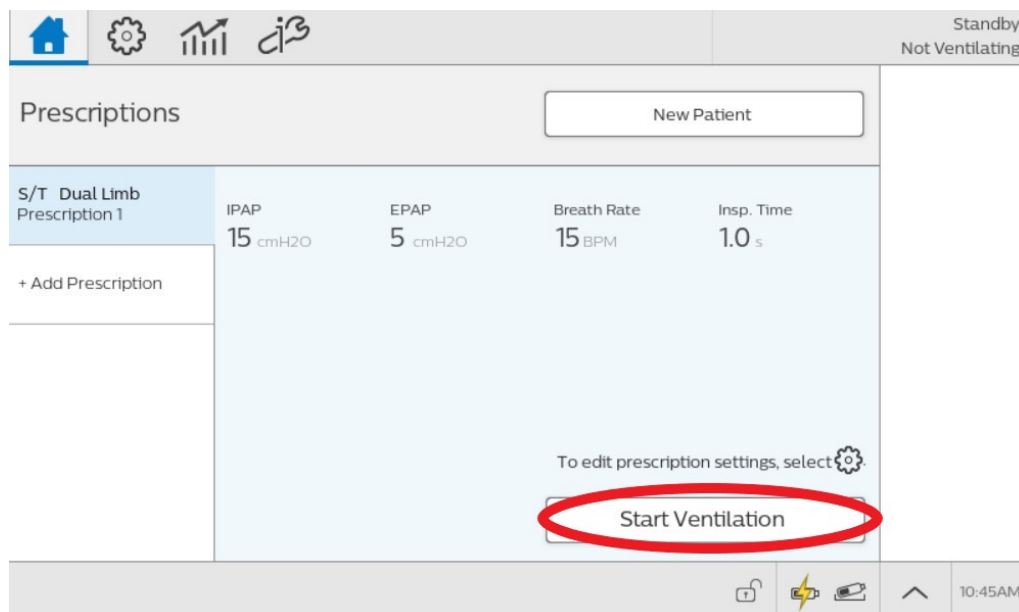 Standby
Not Ventilating
Prescriptions
New Patient
S/T Dual Limb
Prescription 1
+ Add Prescription
IPAP
15 cmH2O
EPAP
5 cmH2O
Breath Rate
15 BPM
Insp. Time
1.0 s
To edit prescription settings, select .
Start Ventilation
10:45AM